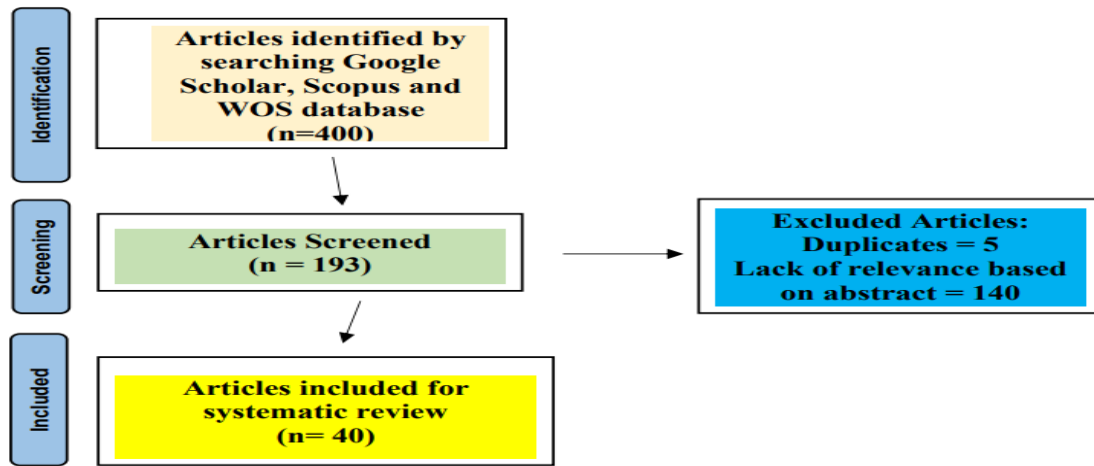 Identification
Articles identified by
searching Google
Scholar, Scopus and
WOS database
(n=400)
Screening
Articles Screened
(n = 193)
Excluded Articles:
Duplicates = 5
Lack of relevance based
on abstract = 140
Included
Articles included for
systematic review
(n= 40)